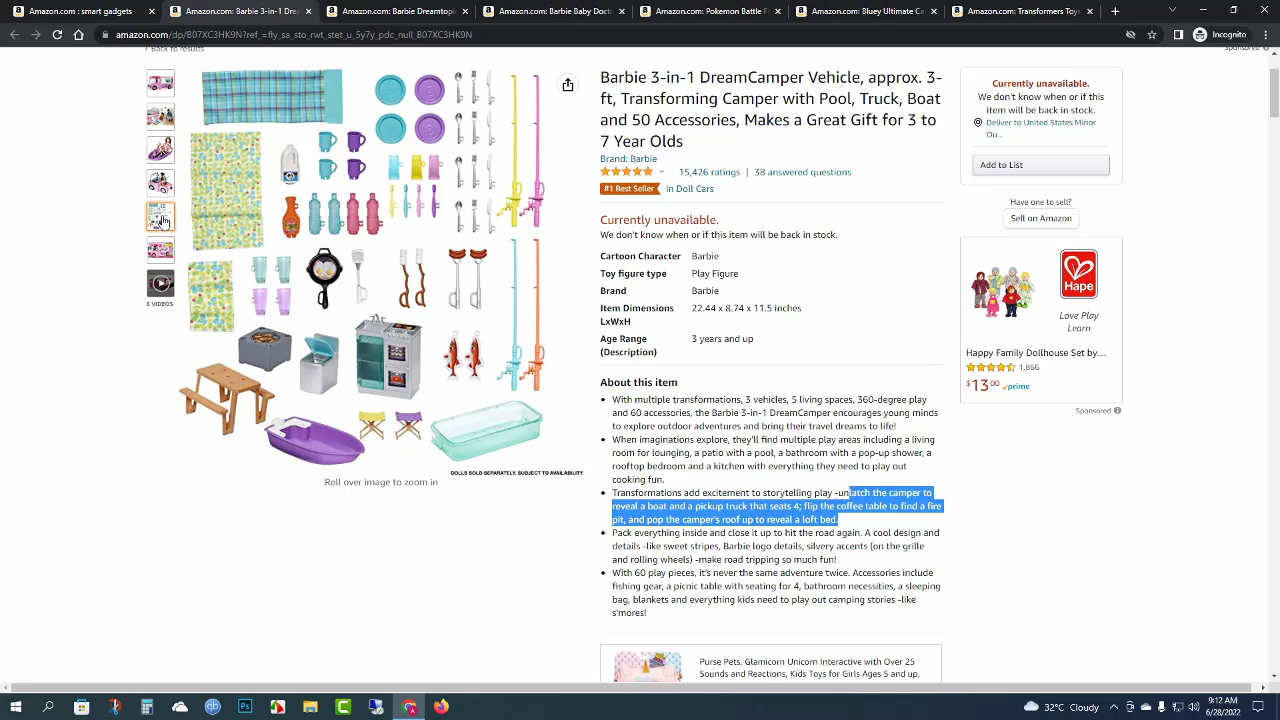 Amazon.com : smart gadgets
Amazon.com: Barbie 3-in-1 Drea
Amazon.com: Barbie Dreamtopi
Amazon.com: Barbie Baby Doct
Amazon.com: Pokemon Battle F
Amazon.com: Bluey Ultimate Ca
Amazon.com: Transformers Toys
amazon.com/dp/B07XC3HK9N?ref=fly_sa_sto_rwt_stet_u_5y7y_pdc_null_B07XC3HK9N
Incognito
Back to results
Sponsored
5 VIDEOS
DOLLS SOLD SEPARATELY. SUBJECT TO AVAILABILITY.
Roll over image to zoom in
Barbie 3-in-1 DreamCamper Vehicle, approx. 3-
ft, Transforming Camper with Pool, Truck, Boat
and 50 Accessories, Makes a Great Gift for 3 to
7 Year Olds
Brand: Barbie
15,426 ratings | 38 answered questions
#1 Best Seller in Doll Cars
Currently unavailable.
We don't know when or if this item will be back in stock.
Cartoon Character Barbie
Toy figure type Play Figure
Brand Barbie
Item Dimensions 22.44 x 8.74 x 11.5 inches
LxWxH
Age Range 3 years and up
(Description)
About this item
With multiple transformations, 3 vehicles, 5 living spaces, 360-degree play
and 60 accessories, the Barbie 3-in-1 DreamCamper encourages young minds
to explore outdoor adventures and bring their travel dreams to life!
When imaginations explore, they'll find multiple play areas including a living
room for lounging, a patio with a pool, a bathroom with a pop-up shower, a
rooftop bedroom and a kitchen with everything they need to play out
cooking fun.
Transformations add excitement to storytelling play -unlatch the camper to
reveal a boat and a pickup truck that seats 4; flip the coffee table to find a fire
pit, and pop the camper's roof up to reveal a loft bed.
Pack everything inside and close it up to hit the road again. A cool design and
details -like sweet stripes, Barbie logo details, silvery accents (on the grille
and rolling wheels) -make road tripping so much fun!
With 60 play pieces, it's never the same adventure twice. Accessories include
fishing gear, a picnic table with seating for 4, bathroom necessities, a sleeping
bag, blankets and everything kids need to play out camping stories -like
s'mores!
Purse Pets, Glamicorn Unicorn Interactive with Over 25
Sounds and Reactions, Kids Toys for Girls Ages 5 and up,
Currently unavailable.
We don't know when or if this
item will be back in stock.
Deliver to United States Minor
Ou...
Add to List
Have one to sell?
Sell on Amazon
Hape
Love Play
Learn
Happy Family Dollhouse Set by...
1,866
$13 00 prime
Sponsored
32°C Cloudy
9:12 AM
6/28/2022